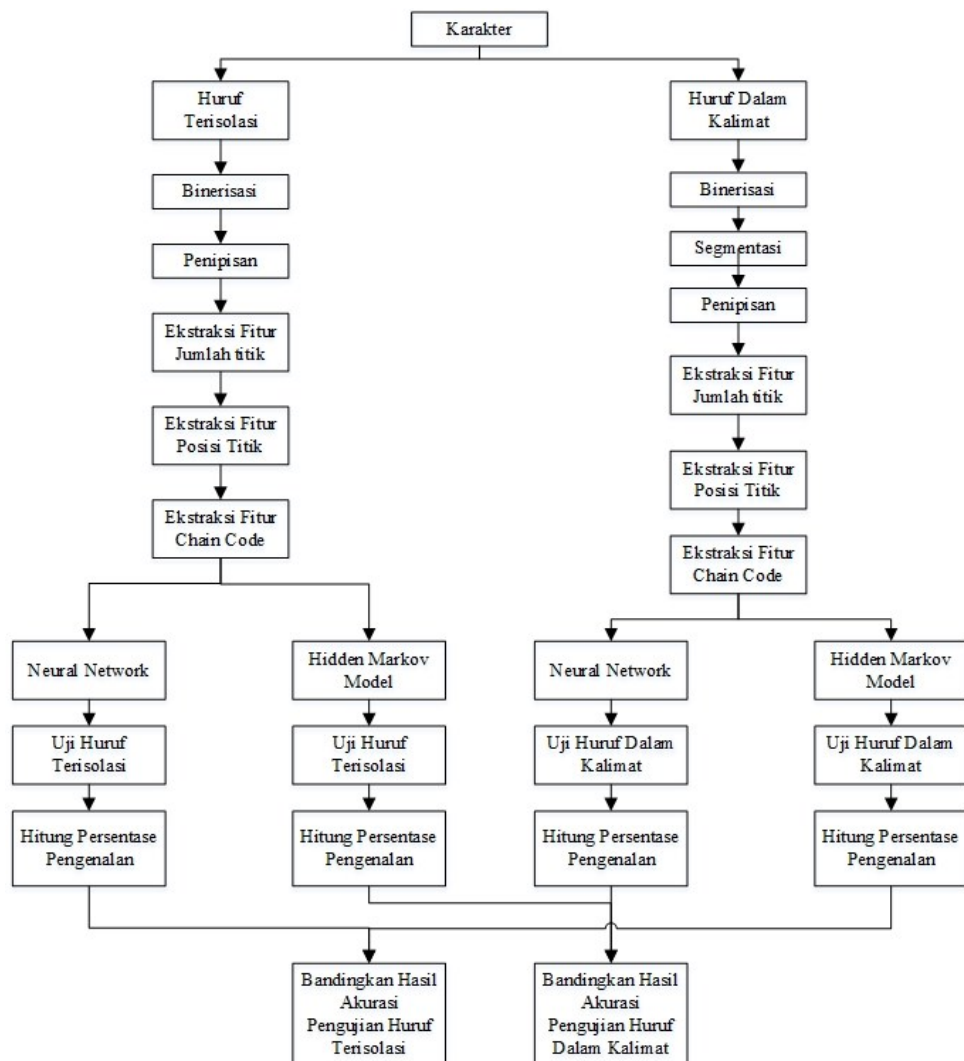 Karakter
Huruf
Terisolasi
Binerisasi
Penipisan
Ekstraksi Fitur
Jumlah titik
Ekstraksi Fitur
Posisi Titik
Ekstraksi Fitur
Chain Code
Huruf Dalam
Kalimat
Binerisasi
Segmentasi
Penipisan
Ekstraksi Fitur
Jumlah titik
Ekstraksi Fitur
Posisi Titik
Ekstraksi Fitur
Chain Code
Neural Network
Uji Huruf
Terisolasi
Hitung Persentase
Pengenalan
Hidden Markov
Model
Uji Huruf
Terisolasi
Hitung Persentase
Pengenalan
Neural Network
Uji Huruf Dalam
Kalimat
Hitung Persentase
Pengenalan
Hidden Markov
Model
Uji Huruf Dalam
Kalimat
Hitung Persentase
Pengenalan
Bandingkan Hasil
Akurasi
Pengujian Huruf
Terisolasi
Bandingkan Hasil
Akurasi
Pengujian Huruf
Dalam Kalimat